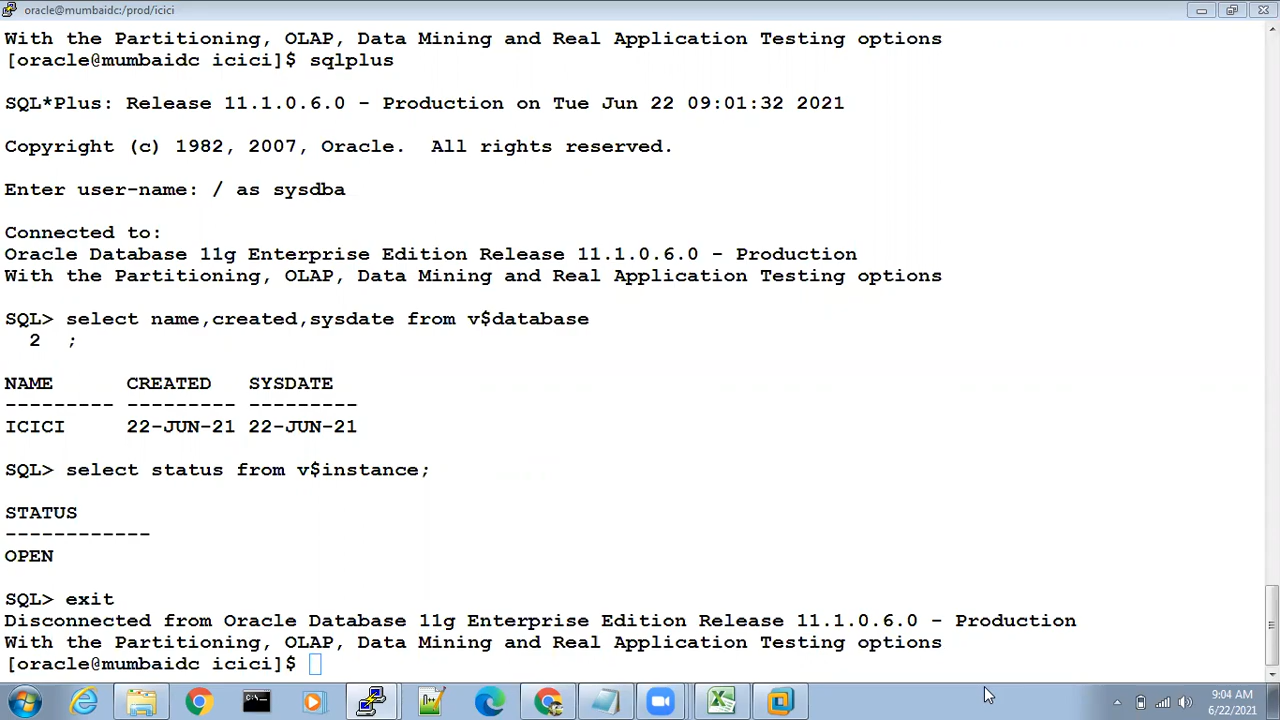 oracle@mumbaidc:/prod/icici
With the Partitioning, OLAP, Data Mining and Real Application Testing options
[oracle@mumbaidc icici]$ sqlplus
SQL*Plus: Release 11.1.0.6.0 - Production on Tue Jun 22 09:01:32 2021
Copyright (c) 1982, 2007, Oracle.  All rights reserved.
Enter user-name: / as sysdba
Connected to:
Oracle Database 11g Enterprise Edition Release 11.1.0.6.0 - Production
With the Partitioning, OLAP, Data Mining and Real Application Testing options
SQL> select name,created,sysdate from v$database
  2  ;
NAME      CREATED   SYSDATE
--------- --------- ---------
ICICI     22-JUN-21 22-JUN-21
SQL> select status from v$instance;
STATUS
------------
OPEN
SQL> exit
Disconnected from Oracle Database 11g Enterprise Edition Release 11.1.0.6.0 - Production
With the Partitioning, OLAP, Data Mining and Real Application Testing options
[oracle@mumbaidc icici]$
9:04 AM
6/22/2021